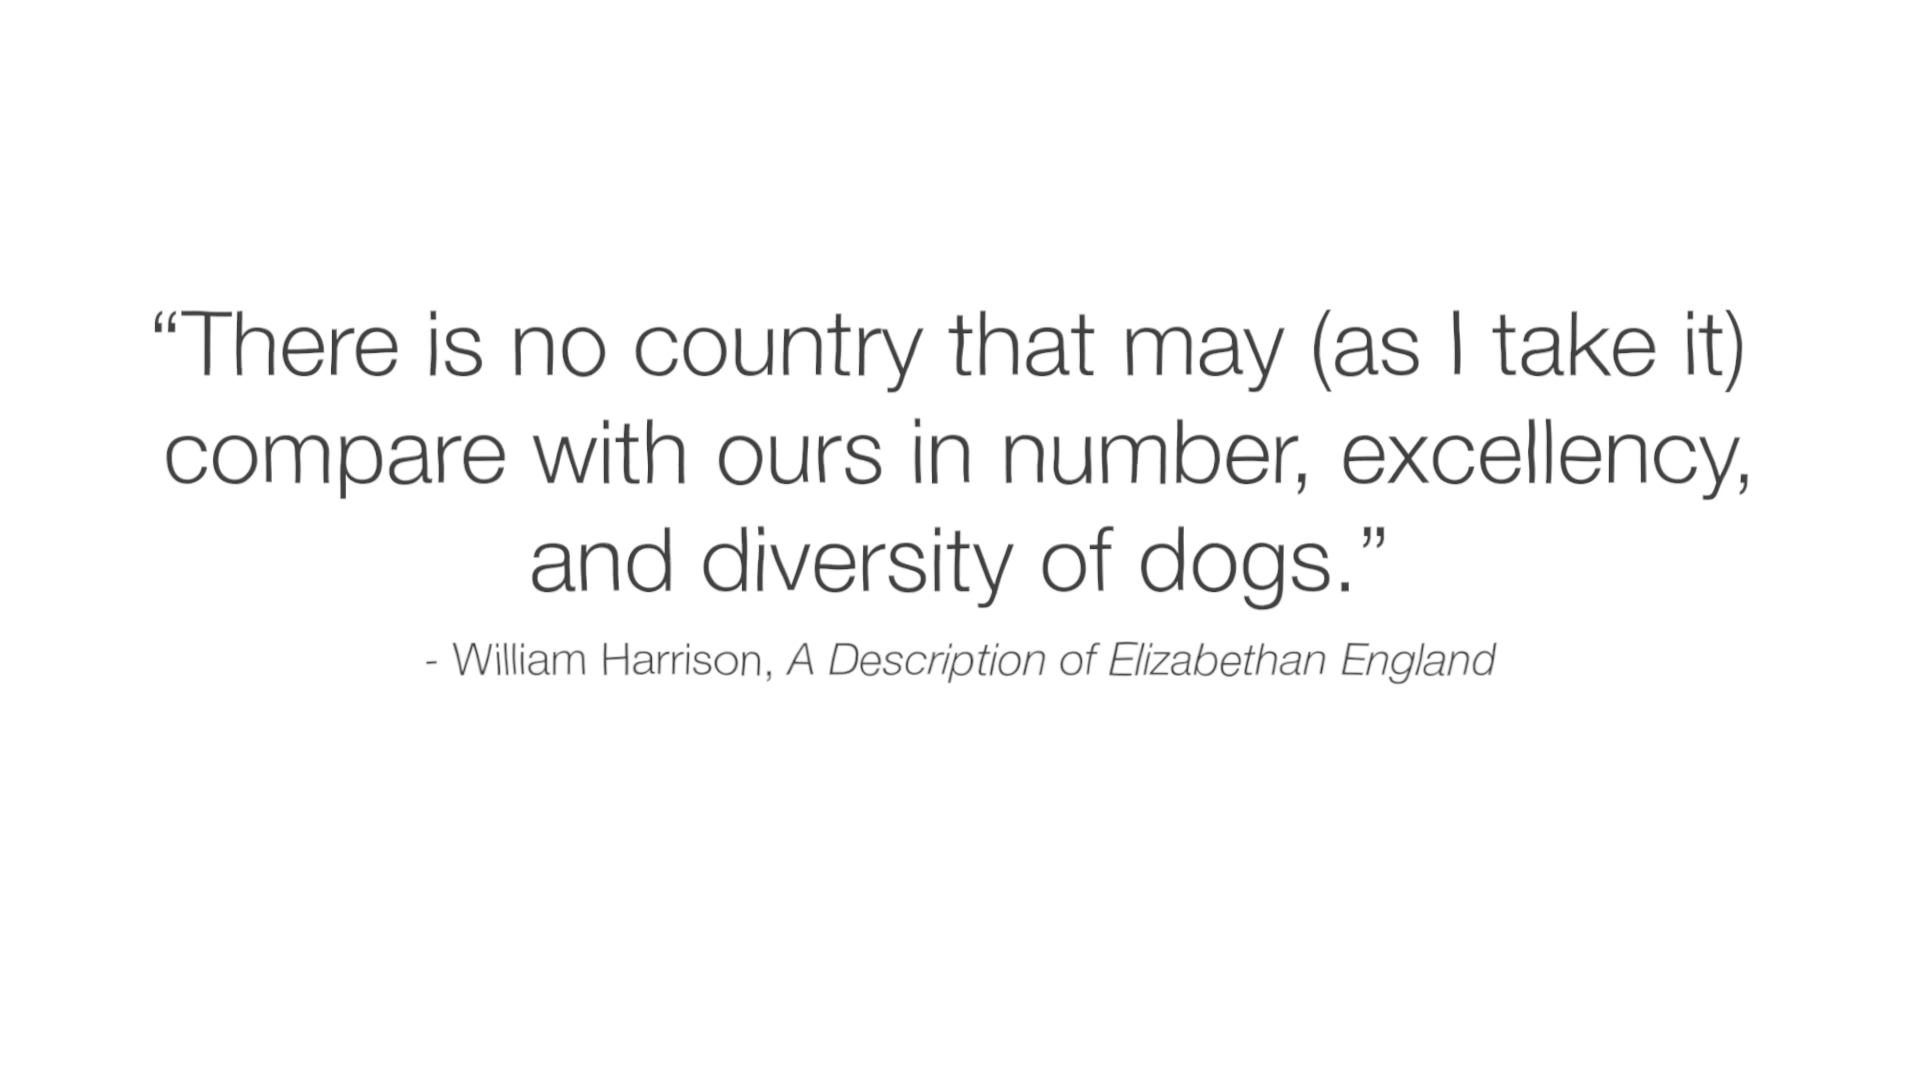 “There is no country that may (as I take it)
compare with ours in number, excellency,
and diversity of dogs.”
- William Harrison, A Description of Elizabethan England